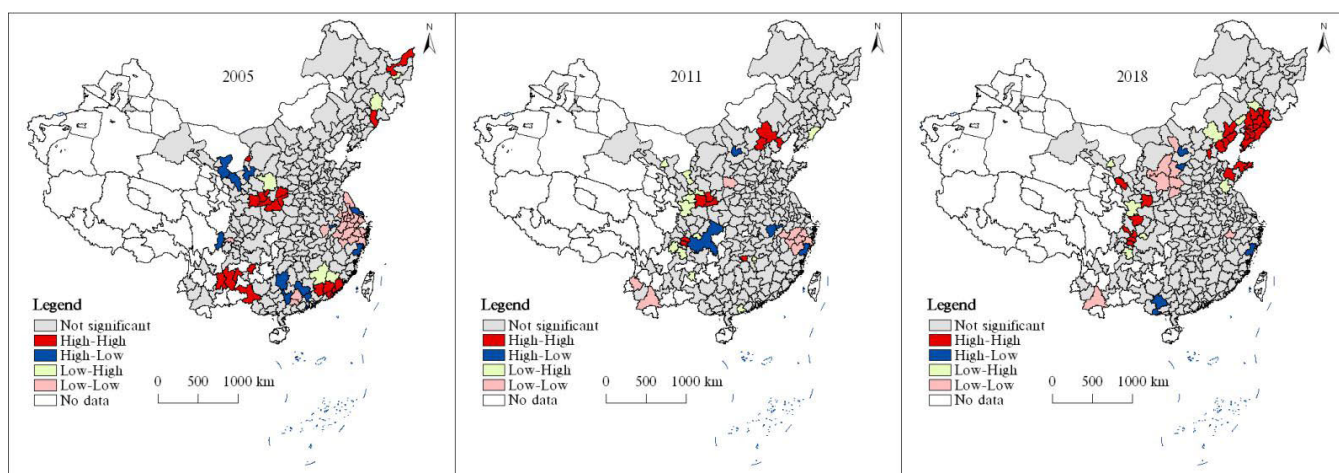 N
2005
Legend
Not significant
High-High
High-Low
Low-High
Low-Low
No data
0 500 1000 km
N
2011
Legend
Not significant
High-High
High-Low
Low-High
Low-Low
No data
0 500 1000 km
N
2018
Legend
Not significant
High-High
High-Low
Low-High
Low-Low
No data
0 500 1000 km